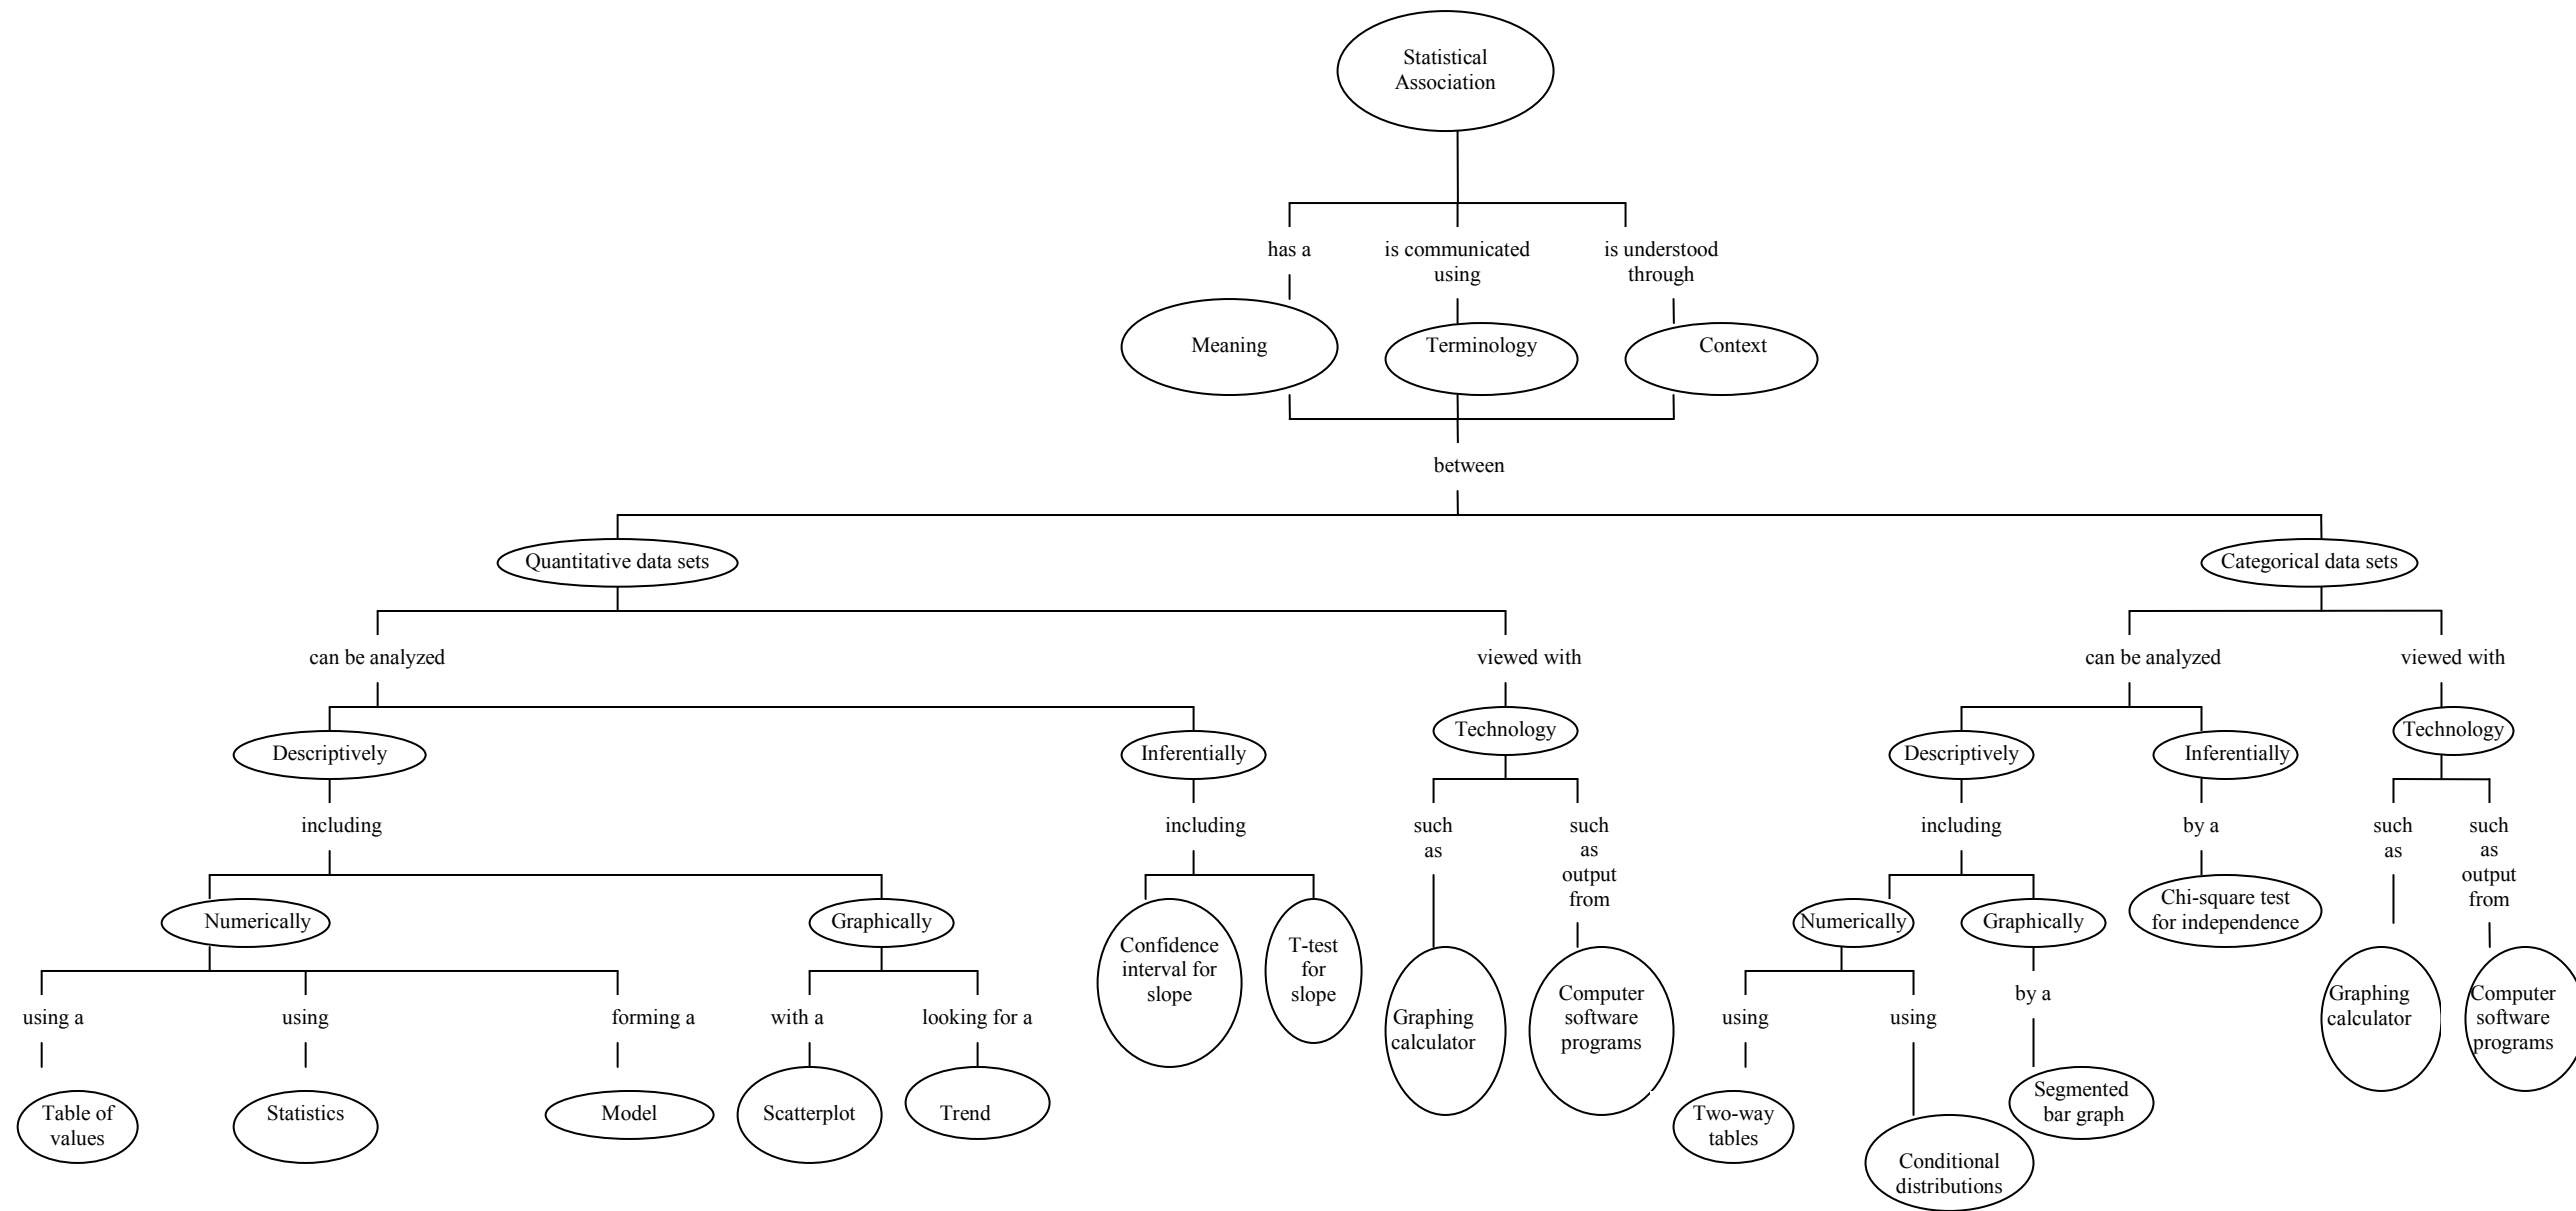 Statistical
Association
has a
is communicated
using
is understood
through
Meaning
Terminology
Context
between
Quantitative data sets
Categorical data sets
can be analyzed
viewed with
can be analyzed
viewed with
Descriptively
Inferentially
Technology
Descriptively
Inferentially
Technology
including
including
such
as
such
as
output
from
including
by a
such
as
such
as
output
from
Numerically
Graphically
Confidence
interval for
slope
T-test
for
slope
Graphing
calculator
Computer
software
programs
Numerically
Graphically
Chi-square test
for independence
Graphing
calculator
Computer
software
programs
using a
using
forming a
with a
looking for a
using
using
by a
Table of
values
Statistics
Model
Scatterplot
Trend
Two-way
tables
Conditional
distributions
Segmented
bar graph